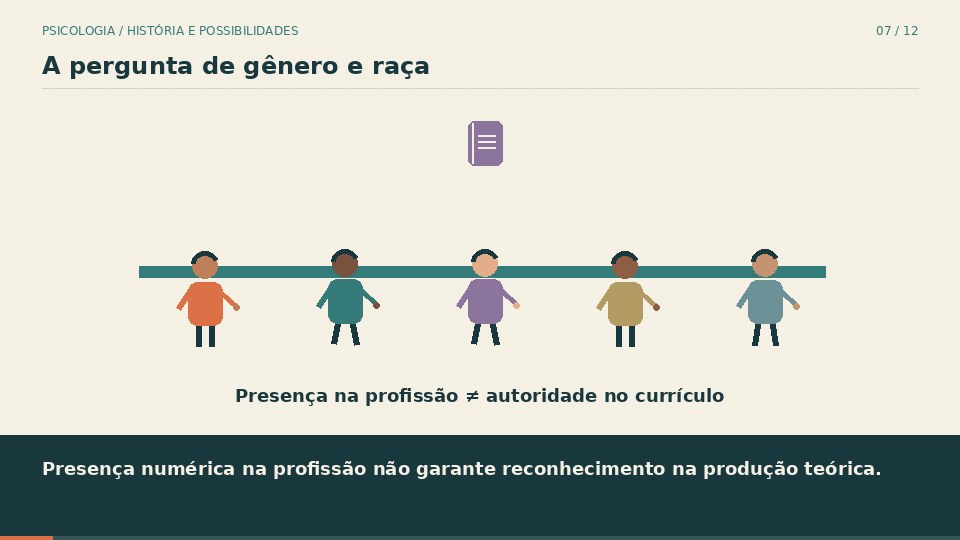 PSICOLOGIA / HISTÓRIA E POSSIBILIDADES
07 / 12
A pergunta de gênero e raça
Presença na profissão ≠ autoridade no currículo
Presença numérica na profissão não garante reconhecimento na produção teórica.